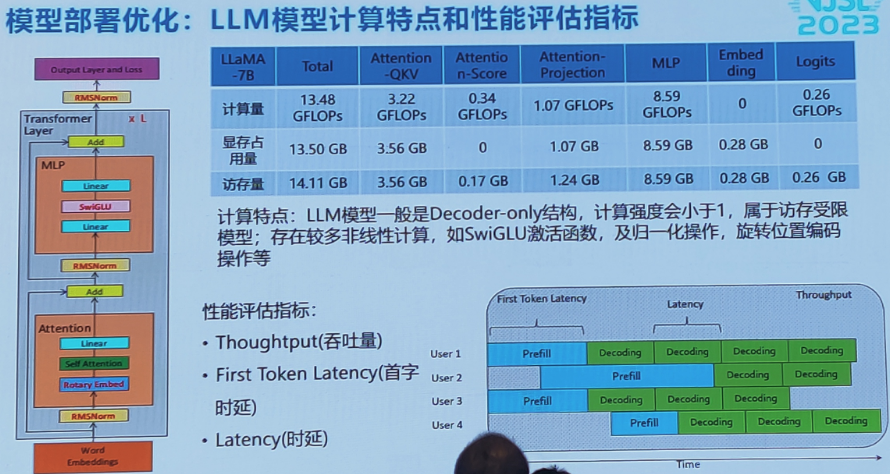 模型部署优化：LLM模型计算特点和性能评估指标
NJSD
2023
Output Layer and Loss
RMSNorm
Transformer
Layer
x L
Add
MLP
Linear
SwiGLU
Linear
RMSNorm
Add
Attention
Linear
Self Attention
Rotary Embed
RMSNorm
Word
Embeddings
LLaMA
-7B
Total
Attention
-QKV
Attentio
n-Score
Attention-
Projection
MLP
Embed
ding
Logits
计算量
13.48
GFLOPs
3.22
GFLOPs
0.34
GFLOPs
1.07 GFLOPs
8.59
GFLOPs
0
0.26
GFLOPs
显存占
用量
13.50 GB
3.56 GB
0
1.07 GB
8.59 GB
0.28 GB
0
访存量
14.11 GB
3.56 GB
0.17 GB
1.24 GB
8.59 GB
0.28 GB
0.26 GB
计算特点：LLM模型一般是Decoder-only结构，计算强度会小于1，属于访存受限
模型；存在较多非线性计算，如SwiGLU激活函数，及归一化操作，旋转位置编码
操作等
性能评估指标：
• Thoughtput(吞吐量)
• First Token Latency(首字
时延)
• Latency(时延)
First Token Latency
Latency
Throughput
User 1
Prefill
Decoding
Decoding
Decoding
Decoding
User 2
Prefill
Decoding
Decoding
User 3
Prefill
Decoding
Decoding
Decoding
User 4
Prefill
Decoding
Decoding
Decoding
Time